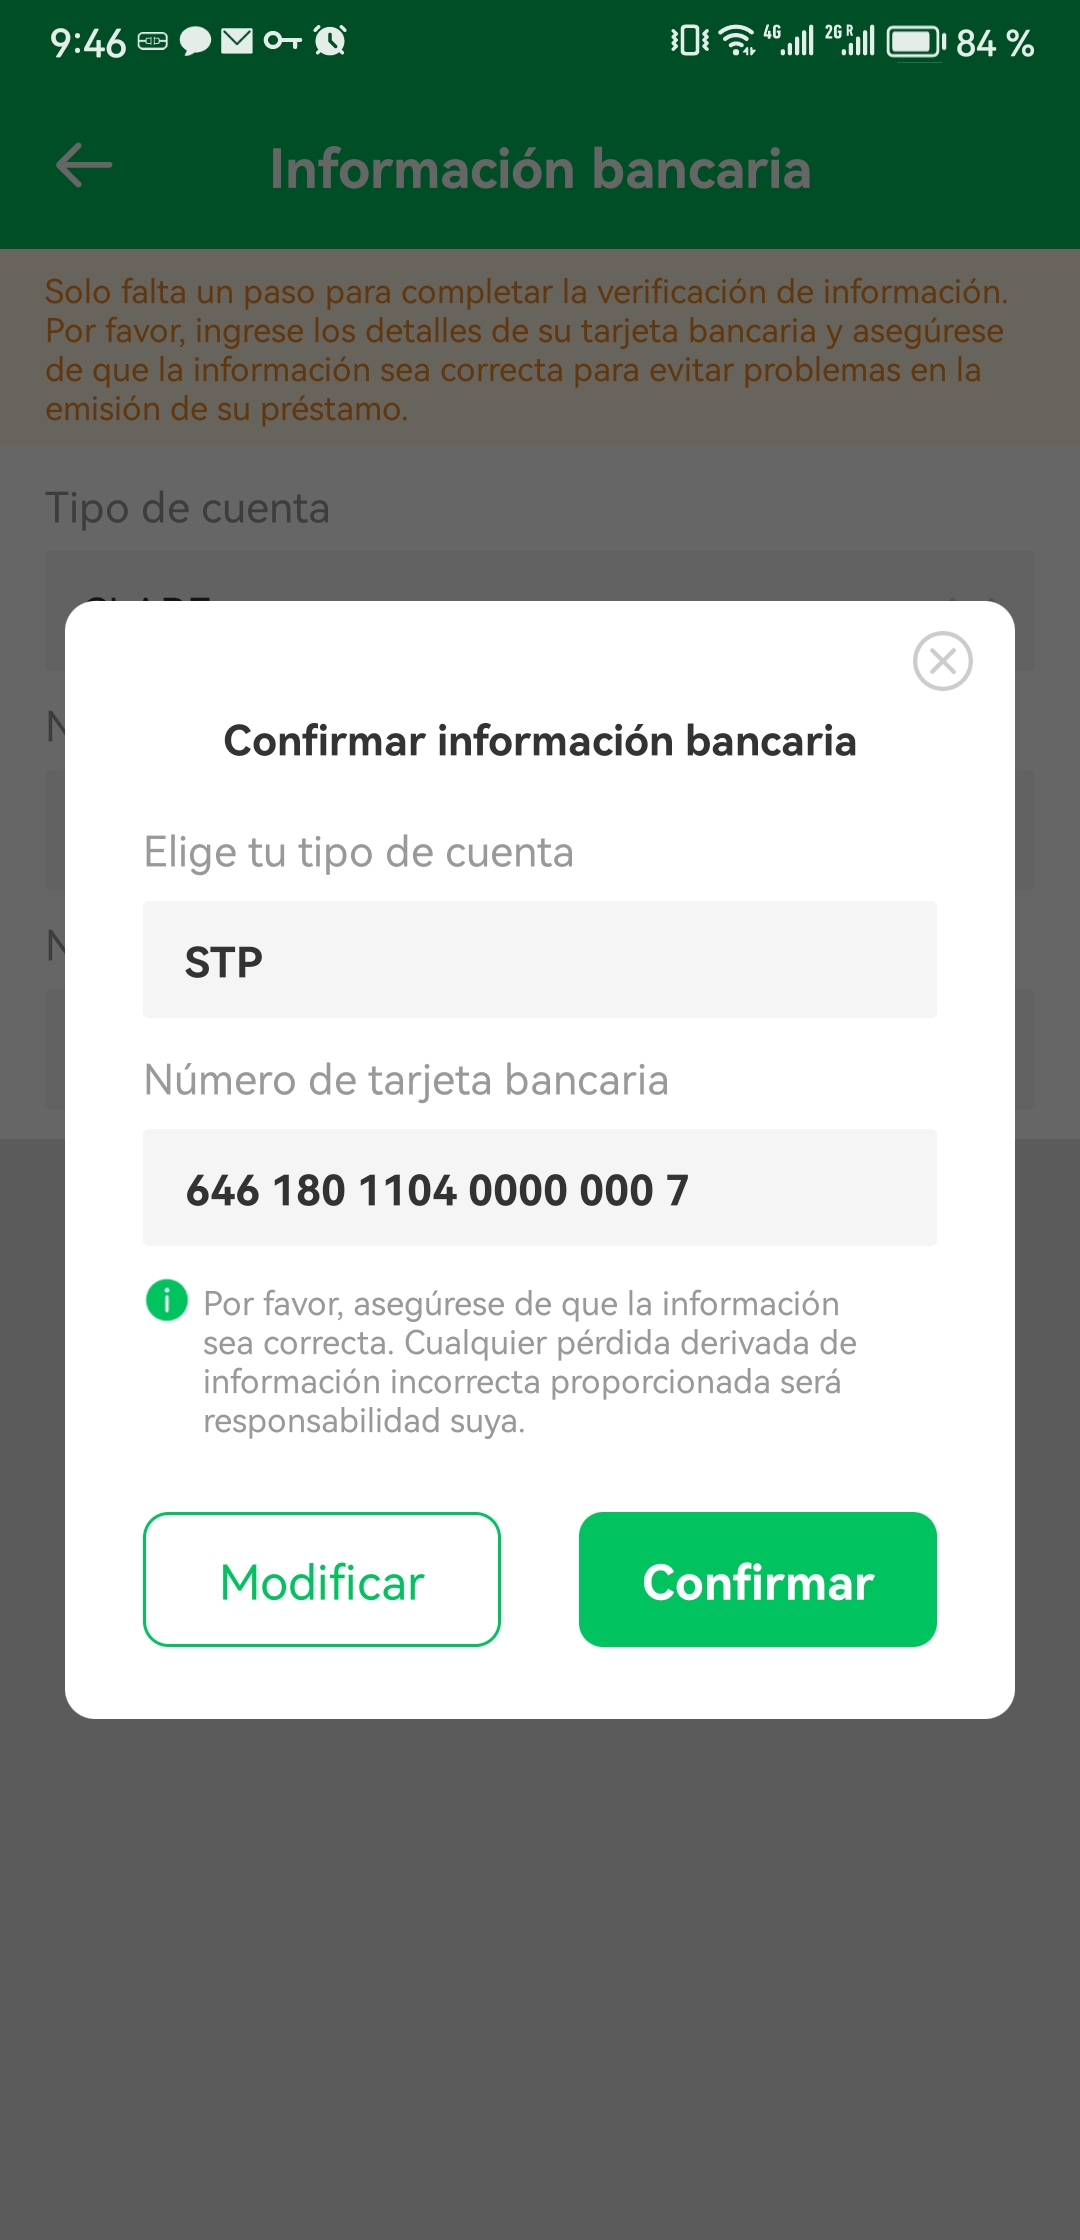 9:46
4G 2G R 84 %
Información bancaria
Solo falta un paso para completar la verificación de información.
Por favor, ingrese los detalles de su tarjeta bancaria y asegúrese
de que la información sea correcta para evitar problemas en la
emisión de su préstamo.
Tipo de cuenta
Confirmar información bancaria
Elige tu tipo de cuenta
STP
Número de tarjeta bancaria
646 180 1104 0000 000 7
Por favor, asegúrese de que la información
sea correcta. Cualquier pérdida derivada de
información incorrecta proporcionada será
responsabilidad suya.
Modificar
Confirmar